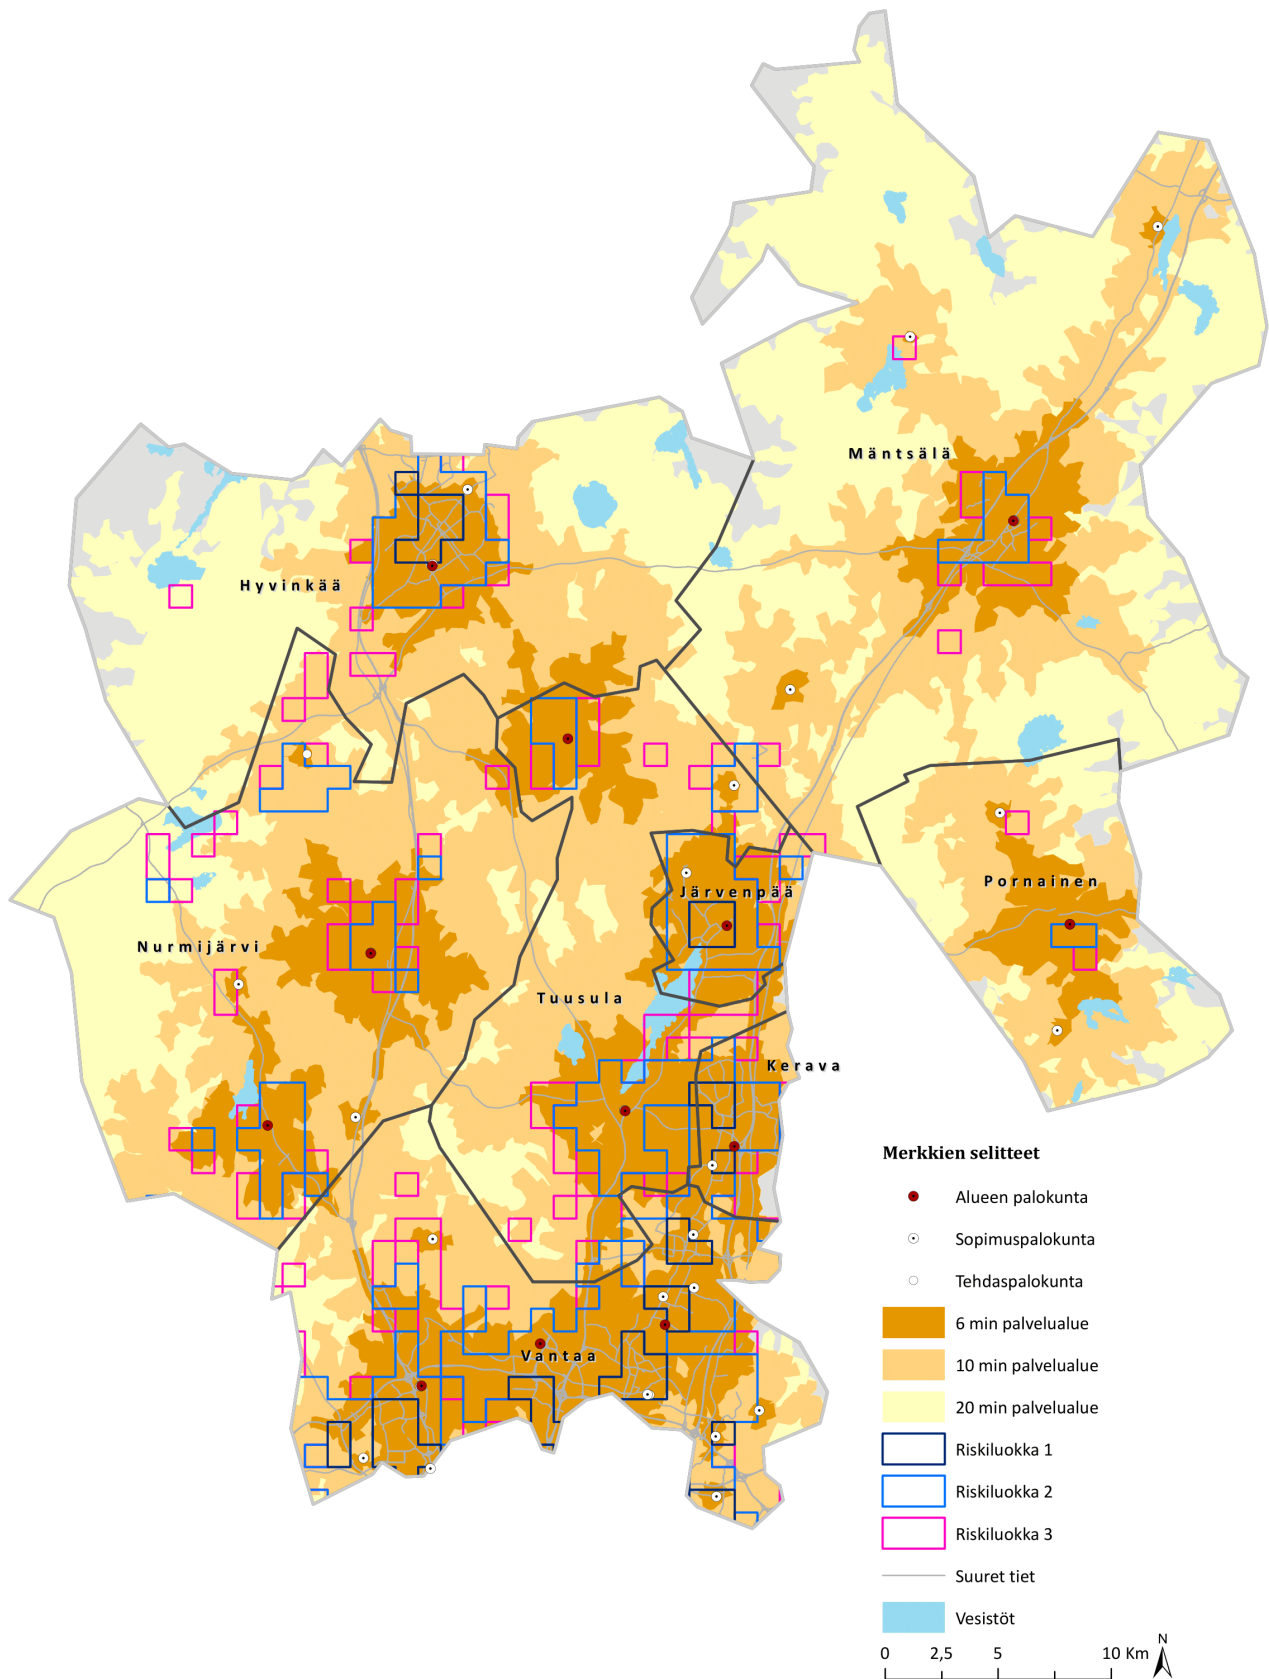 Mäntsälä
Hyvinkää
Pornainen
Järvenpää
Nurmijärvi
Tuusula
Kerava
Vantaa
Merkkien selitteet
Alueen palokunta
Sopimuspalokunta
Tehdaspalokunta
6 min palvelualue
10 min palvelualue
20 min palvelualue
Riskiluokka 1
Riskiluokka 2
Riskiluokka 3
Suuret tiet
Vesistöt
0 2,5 5 10 Km N